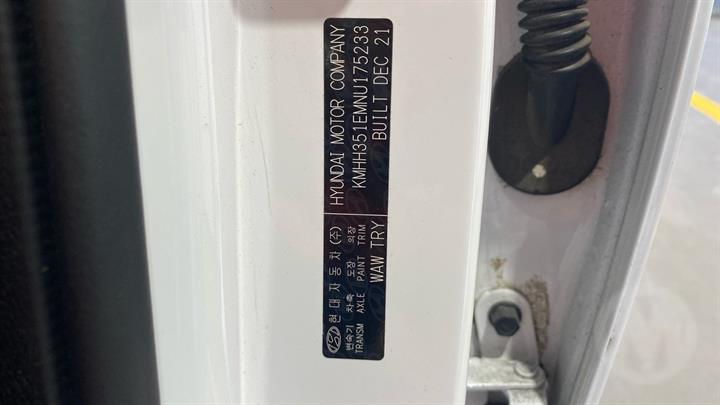 현대자동차(주) HYUNDAI MOTOR COMPANY
변속기 차축 도장 의장 KMHH351EMNU175233
TRANSM AXLE PAINT TRIM BUILT DEC 21
WAW TRY